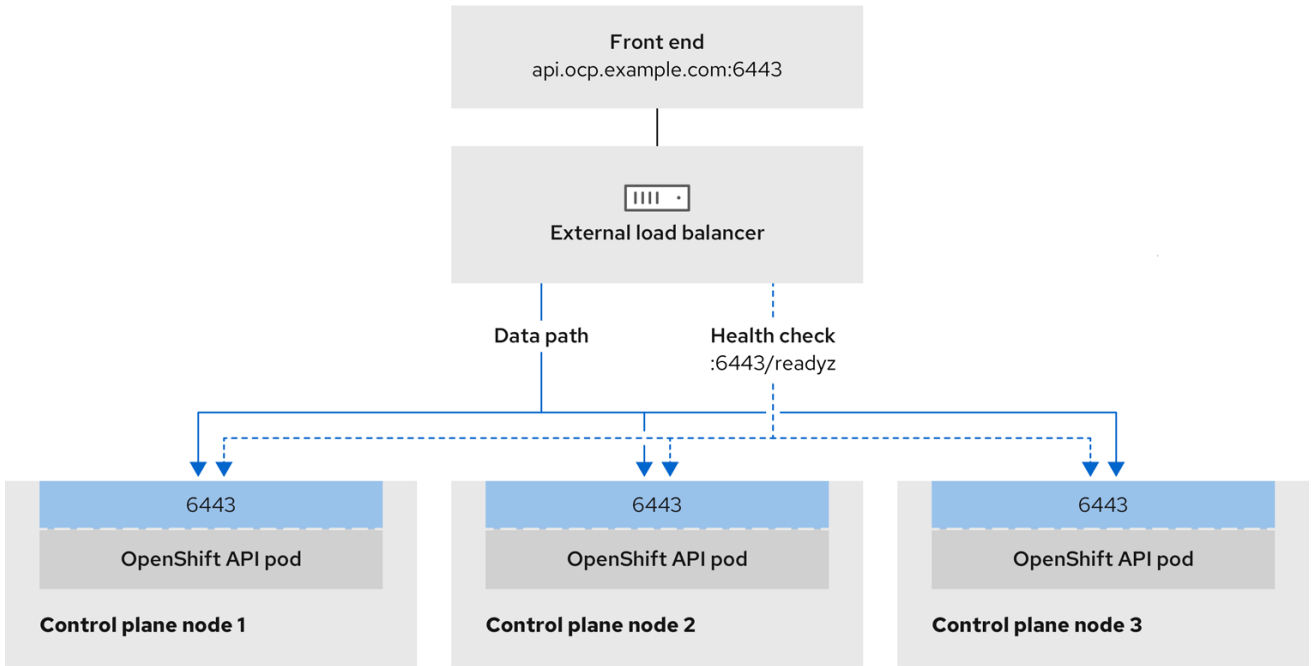 Front end
api.ocp.example.com:6443
External load balancer
Data path
Health check
:6443/readyz
6443
6443
6443
OpenShift API pod
OpenShift API pod
OpenShift API pod
Control plane node 1
Control plane node 2
Control plane node 3